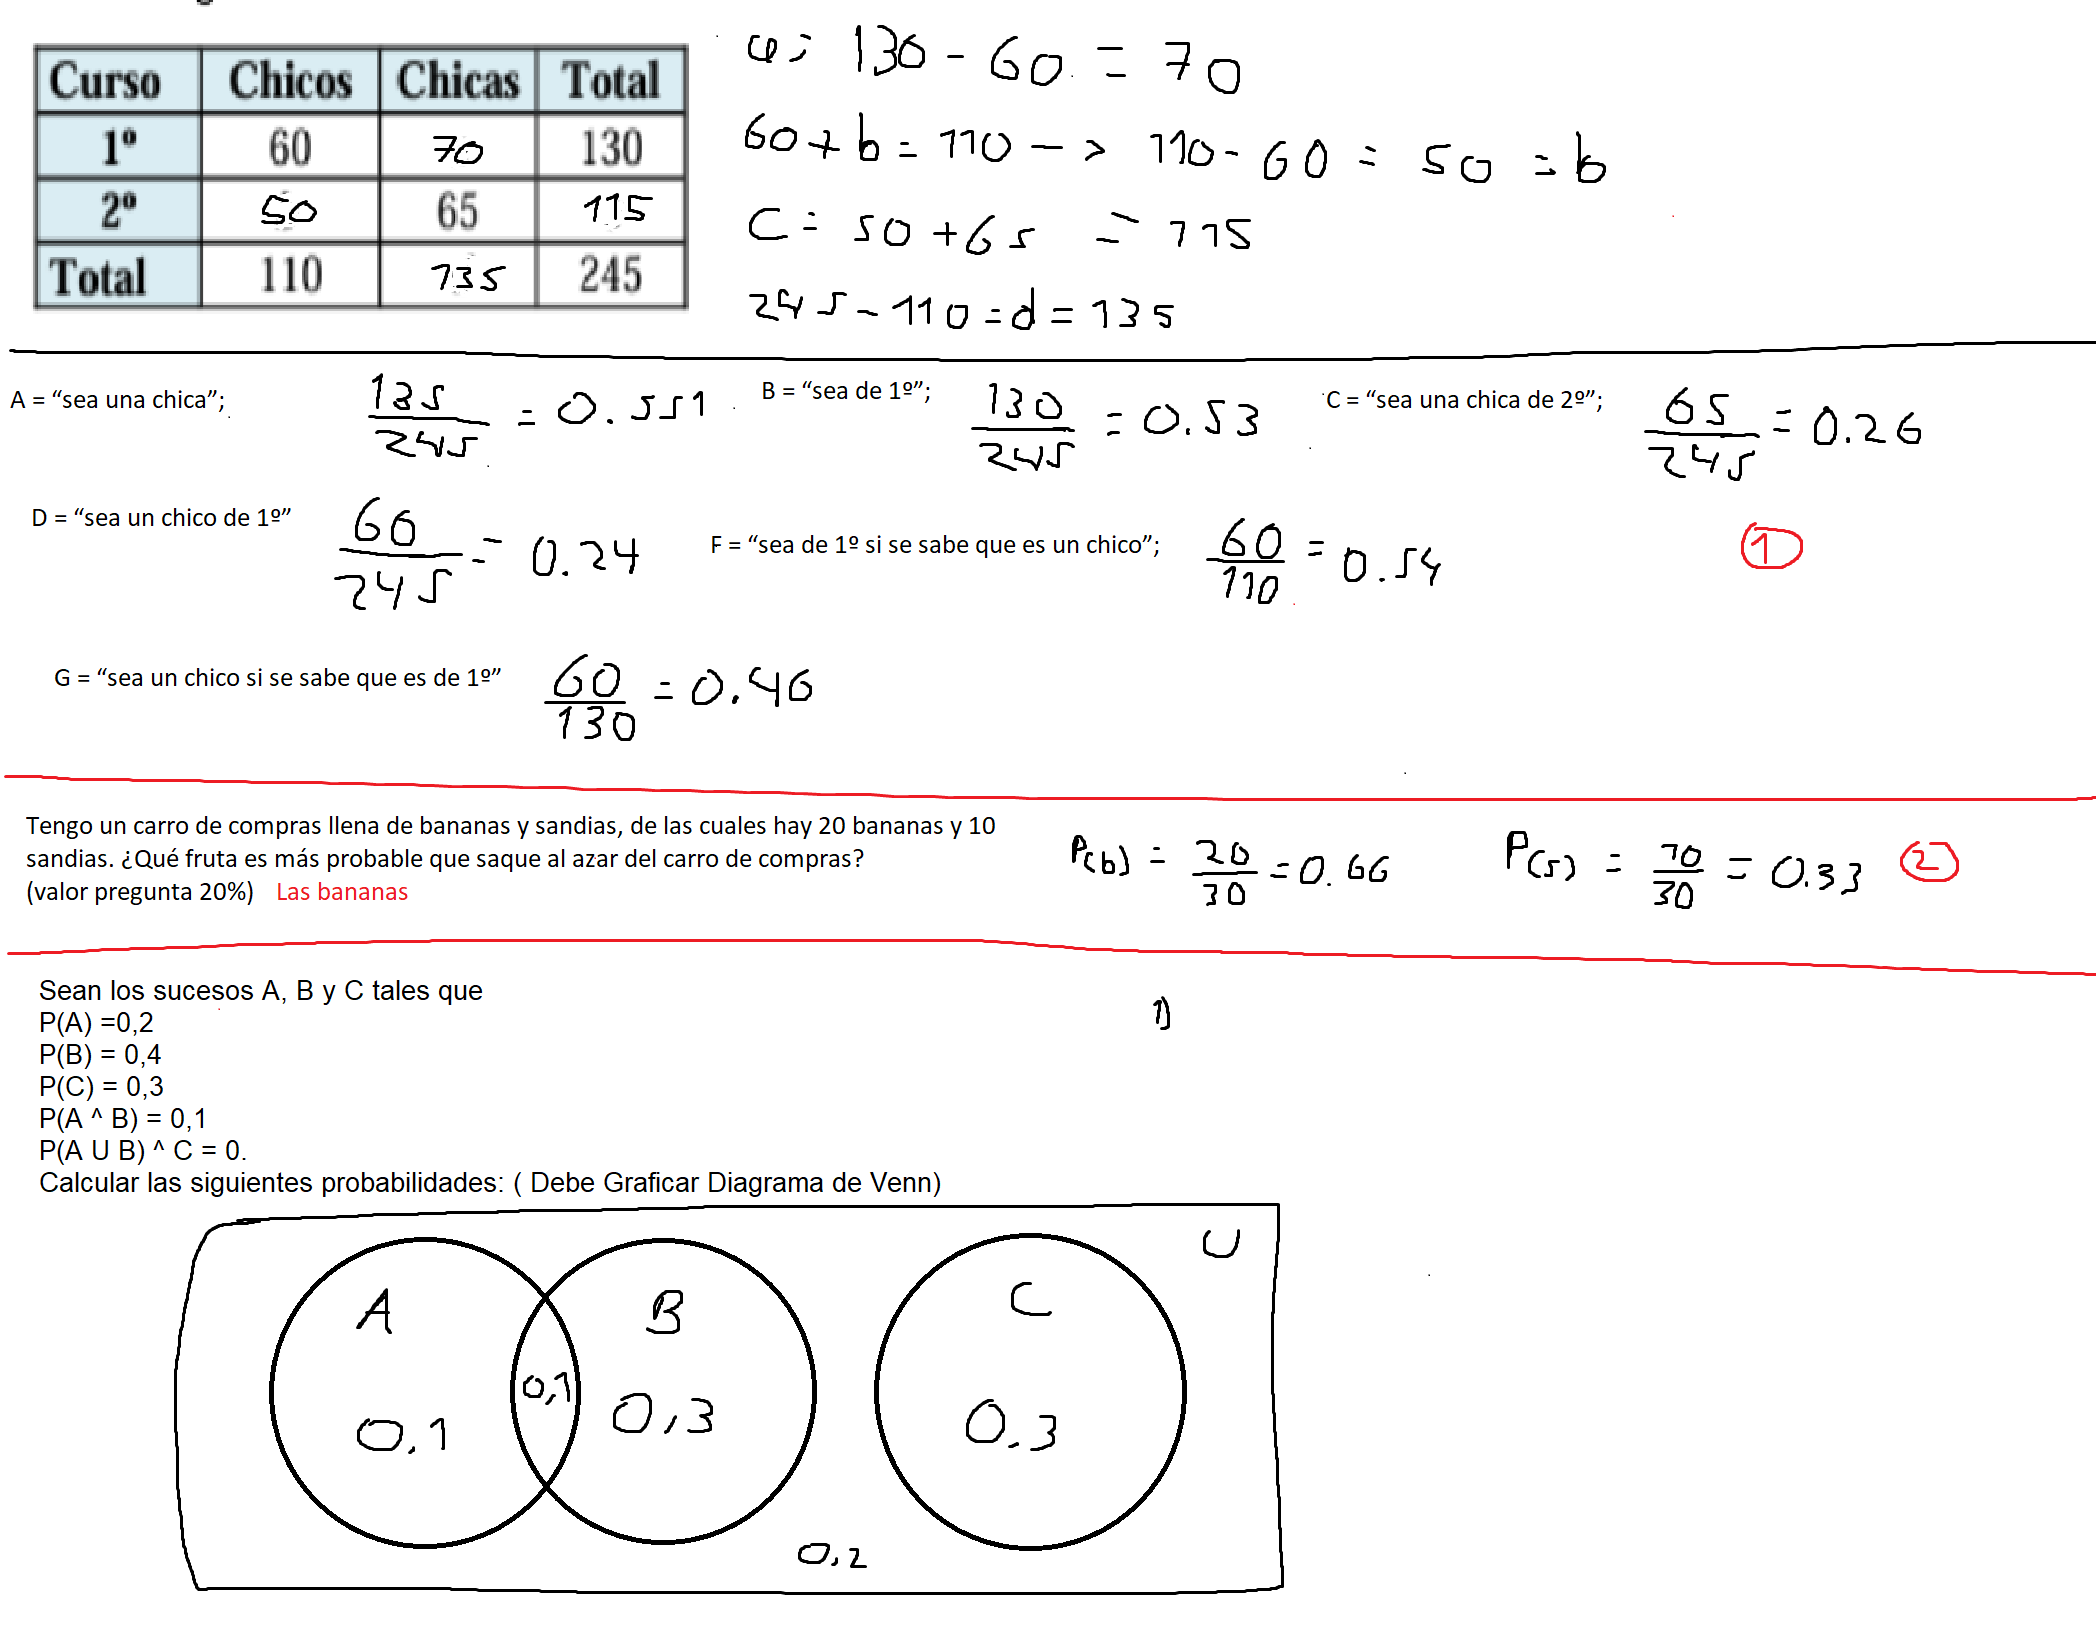 Curso Chicos Chicas Total
1º 60 70 130
2º 50 65 115
Total 110 135 245
a: 130 - 60 = 70
60 + b = 110 -> 110 - 60 = 50 = b
C = 50 + 65 = 115
245 - 110 = d = 135
A = “sea una chica”; 135/245 = 0.551
B = “sea de 1º”; 130/245 = 0.53
C = “sea una chica de 2º”; 65/245 = 0.26
D = “sea un chico de 1º” 60/245 = 0.24
F = “sea de 1º si se sabe que es un chico”; 60/110 = 0.54
1
G = “sea un chico si se sabe que es de 1º” 60/130 = 0.46
Tengo un carro de compras llena de bananas y sandias, de las cuales hay 20 bananas y 10
sandias. ¿Qué fruta es más probable que saque al azar del carro de compras?
(valor pregunta 20%) Las bananas
P(b) = 20/30 = 0.66
P(s) = 10/30 = 0.33
2
Sean los sucesos A, B y C tales que
P(A) =0,2
P(B) = 0,4
P(C) = 0,3
P(A ^ B) = 0,1
P(A U B) ^ C = 0.
Calcular las siguientes probabilidades: ( Debe Graficar Diagrama de Venn)
1)
U
A B C
0,1 0,1 0,3 0.3
0,2